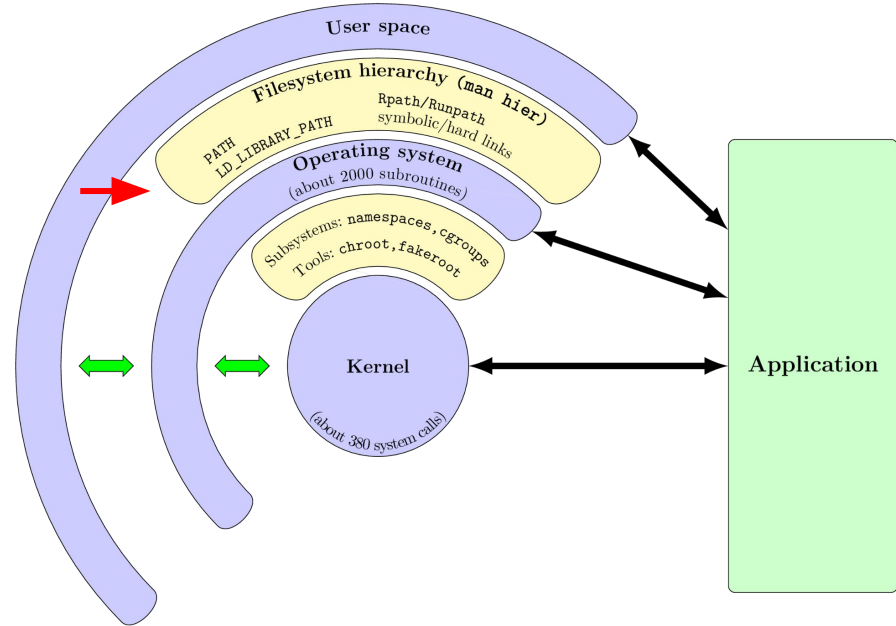 User space
Filesystem hierarchy (man hier)
PATH
LD_LIBRARY_PATH
Rpath/Runpath
symbolic/hard links
Operating system
(about 2000 subroutines)
Subsystems: namespaces,cgroups
Tools: chroot,fakeroot
Kernel
(about 380 system calls)
Application